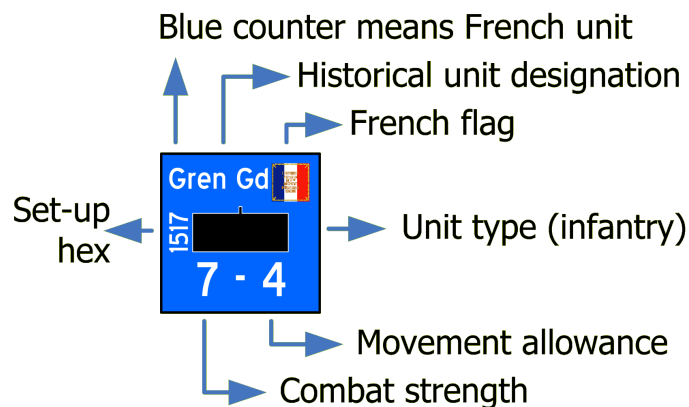 Blue counter means French unit
Historical unit designation
French flag
Gren Gd
Set-up
hex
1517
Unit type (infantry)
7 - 4
Movement allowance
Combat strength